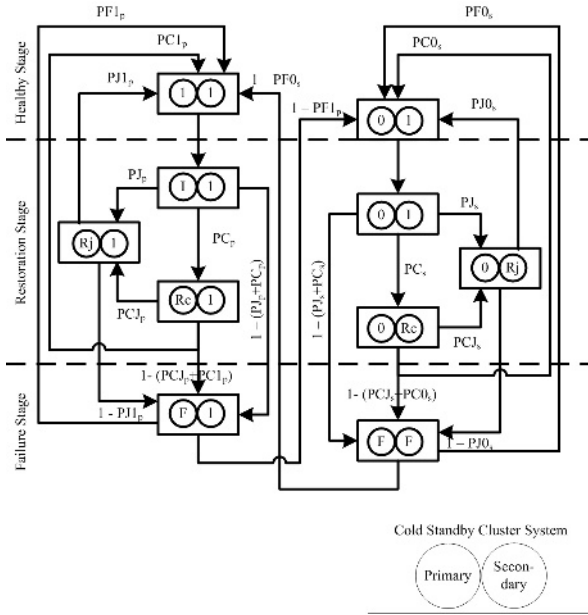 PF1p
PC1p
PJ1p
1 PF0s
PF0s
PC0s
PJ0s
1 – PF1p
Healthy Stage
1 1
0 1
Restoration Stage
I 1
PJp
PCp
1 – (PJp+PCp)
Rj 1
Rc 1
PCJp
0 1
PJs
PCs
1 – (PJs+PCs)
0 Rj
0 Rc
PCJs
Failure Stage
1- (PCJp+PC1p)
1 - PJ1p
F 1
1- (PCJs+PC0s)
F F
1 – PJ0s
Cold Standby Cluster System
Primary
Secon-
dary